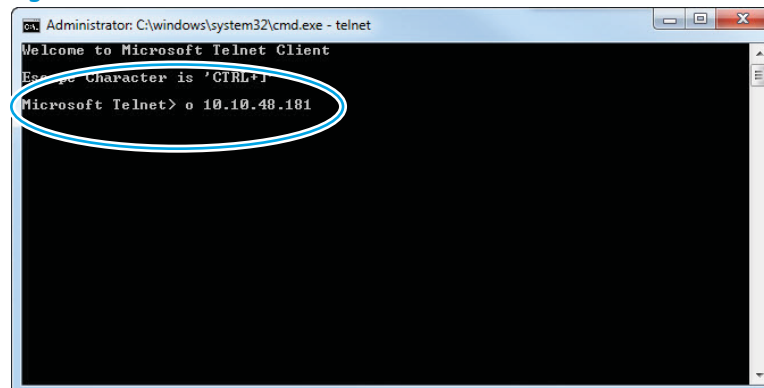 Administrator: C:\windows\system32\cmd.exe - telnet
Welcome to Microsoft Telnet Client
Escape Character is 'CTRL+]'
Microsoft Telnet> o 10.10.48.181